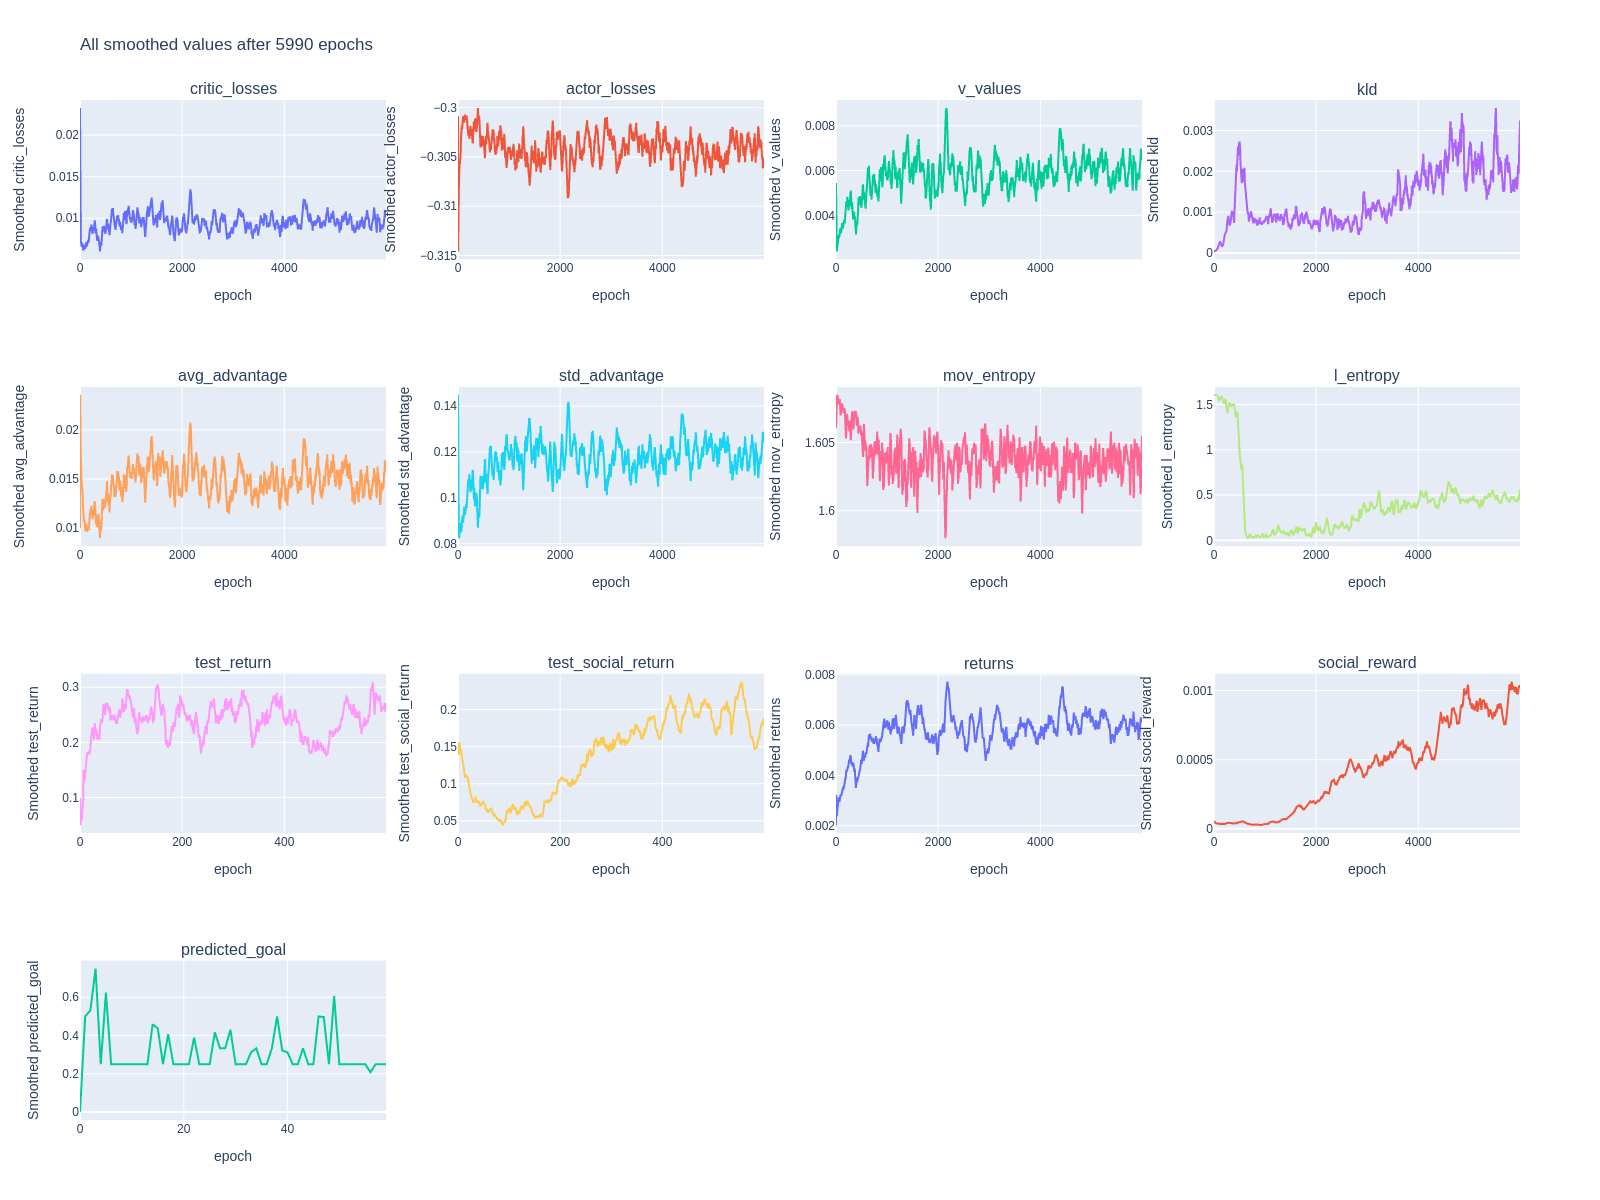 All smoothed values after 5990 epochs
critic_losses
Smoothed critic_losses
0.02
0.015
0.01
0
2000
4000
epoch
actor_losses
Smoothed actor_losses
−0.3
−0.305
−0.31
−0.315
0
2000
4000
epoch
v_values
Smoothed v_values
0.008
0.006
0.004
0
2000
4000
epoch
kld
Smoothed kld
0.003
0.002
0.001
0
0
2000
4000
epoch
avg_advantage
Smoothed avg_advantage
0.02
0.015
0.01
0
2000
4000
epoch
std_advantage
Smoothed std_advantage
0.14
0.12
0.1
0.08
0
2000
4000
epoch
mov_entropy
Smoothed mov_entropy
1.605
1.6
0
2000
4000
epoch
l_entropy
Smoothed l_entropy
1.5
1
0.5
0
0
2000
4000
epoch
test_return
Smoothed test_return
0.3
0.2
0.1
0
200
400
epoch
test_social_return
Smoothed test_social_return
0.2
0.15
0.1
0.05
0
200
400
epoch
returns
Smoothed returns
0.008
0.006
0.004
0.002
0
2000
4000
epoch
social_reward
Smoothed social_reward
0.001
0.0005
0
0
2000
4000
epoch
predicted_goal
Smoothed predicted_goal
0.6
0.4
0.2
0
0
20
40
epoch